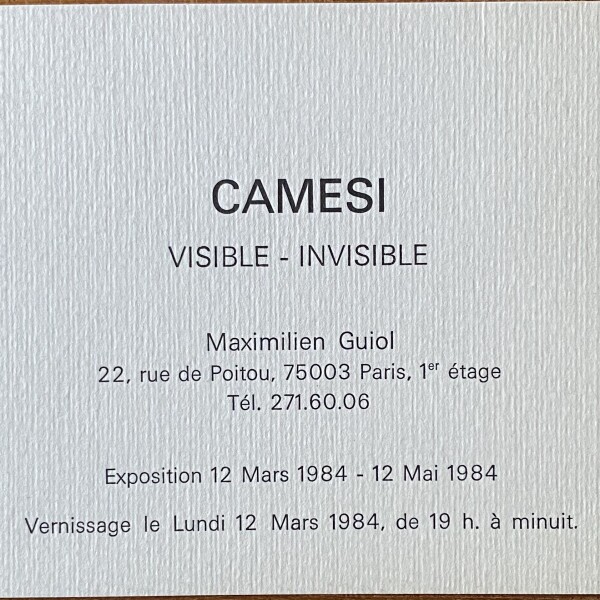 CAMESI
VISIBLE - INVISIBLE
Maximilien Guiol
22, rue de Poitou, 75003 Paris, 1er étage
Tél. 271.60.06
Exposition 12 Mars 1984 - 12 Mai 1984
Vernissage le Lundi 12 Mars 1984, de 19 h. à minuit.